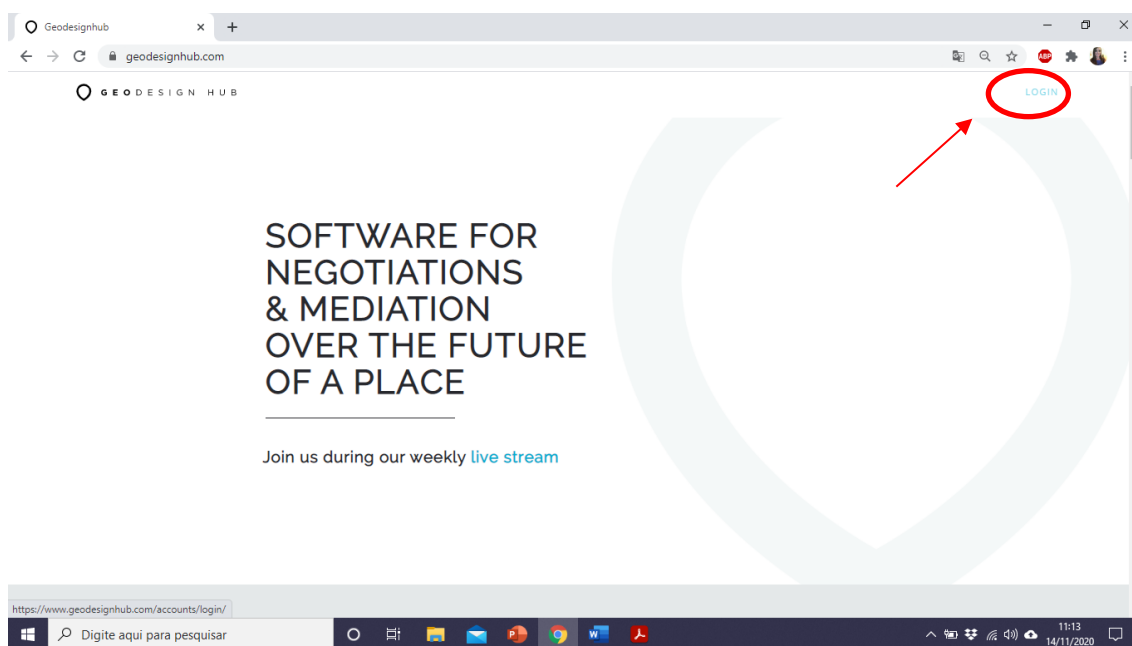 Geodesignhub
geodesignhub.com
ABP
GEODESIGN HUB
LOGIN
SOFTWARE FOR
NEGOTIATIONS
& MEDIATION
OVER THE FUTURE
OF A PLACE
Join us during our weekly live stream
https://www.geodesignhub.com/accounts/login/
Digite aqui para pesquisar
11:13
14/11/2020